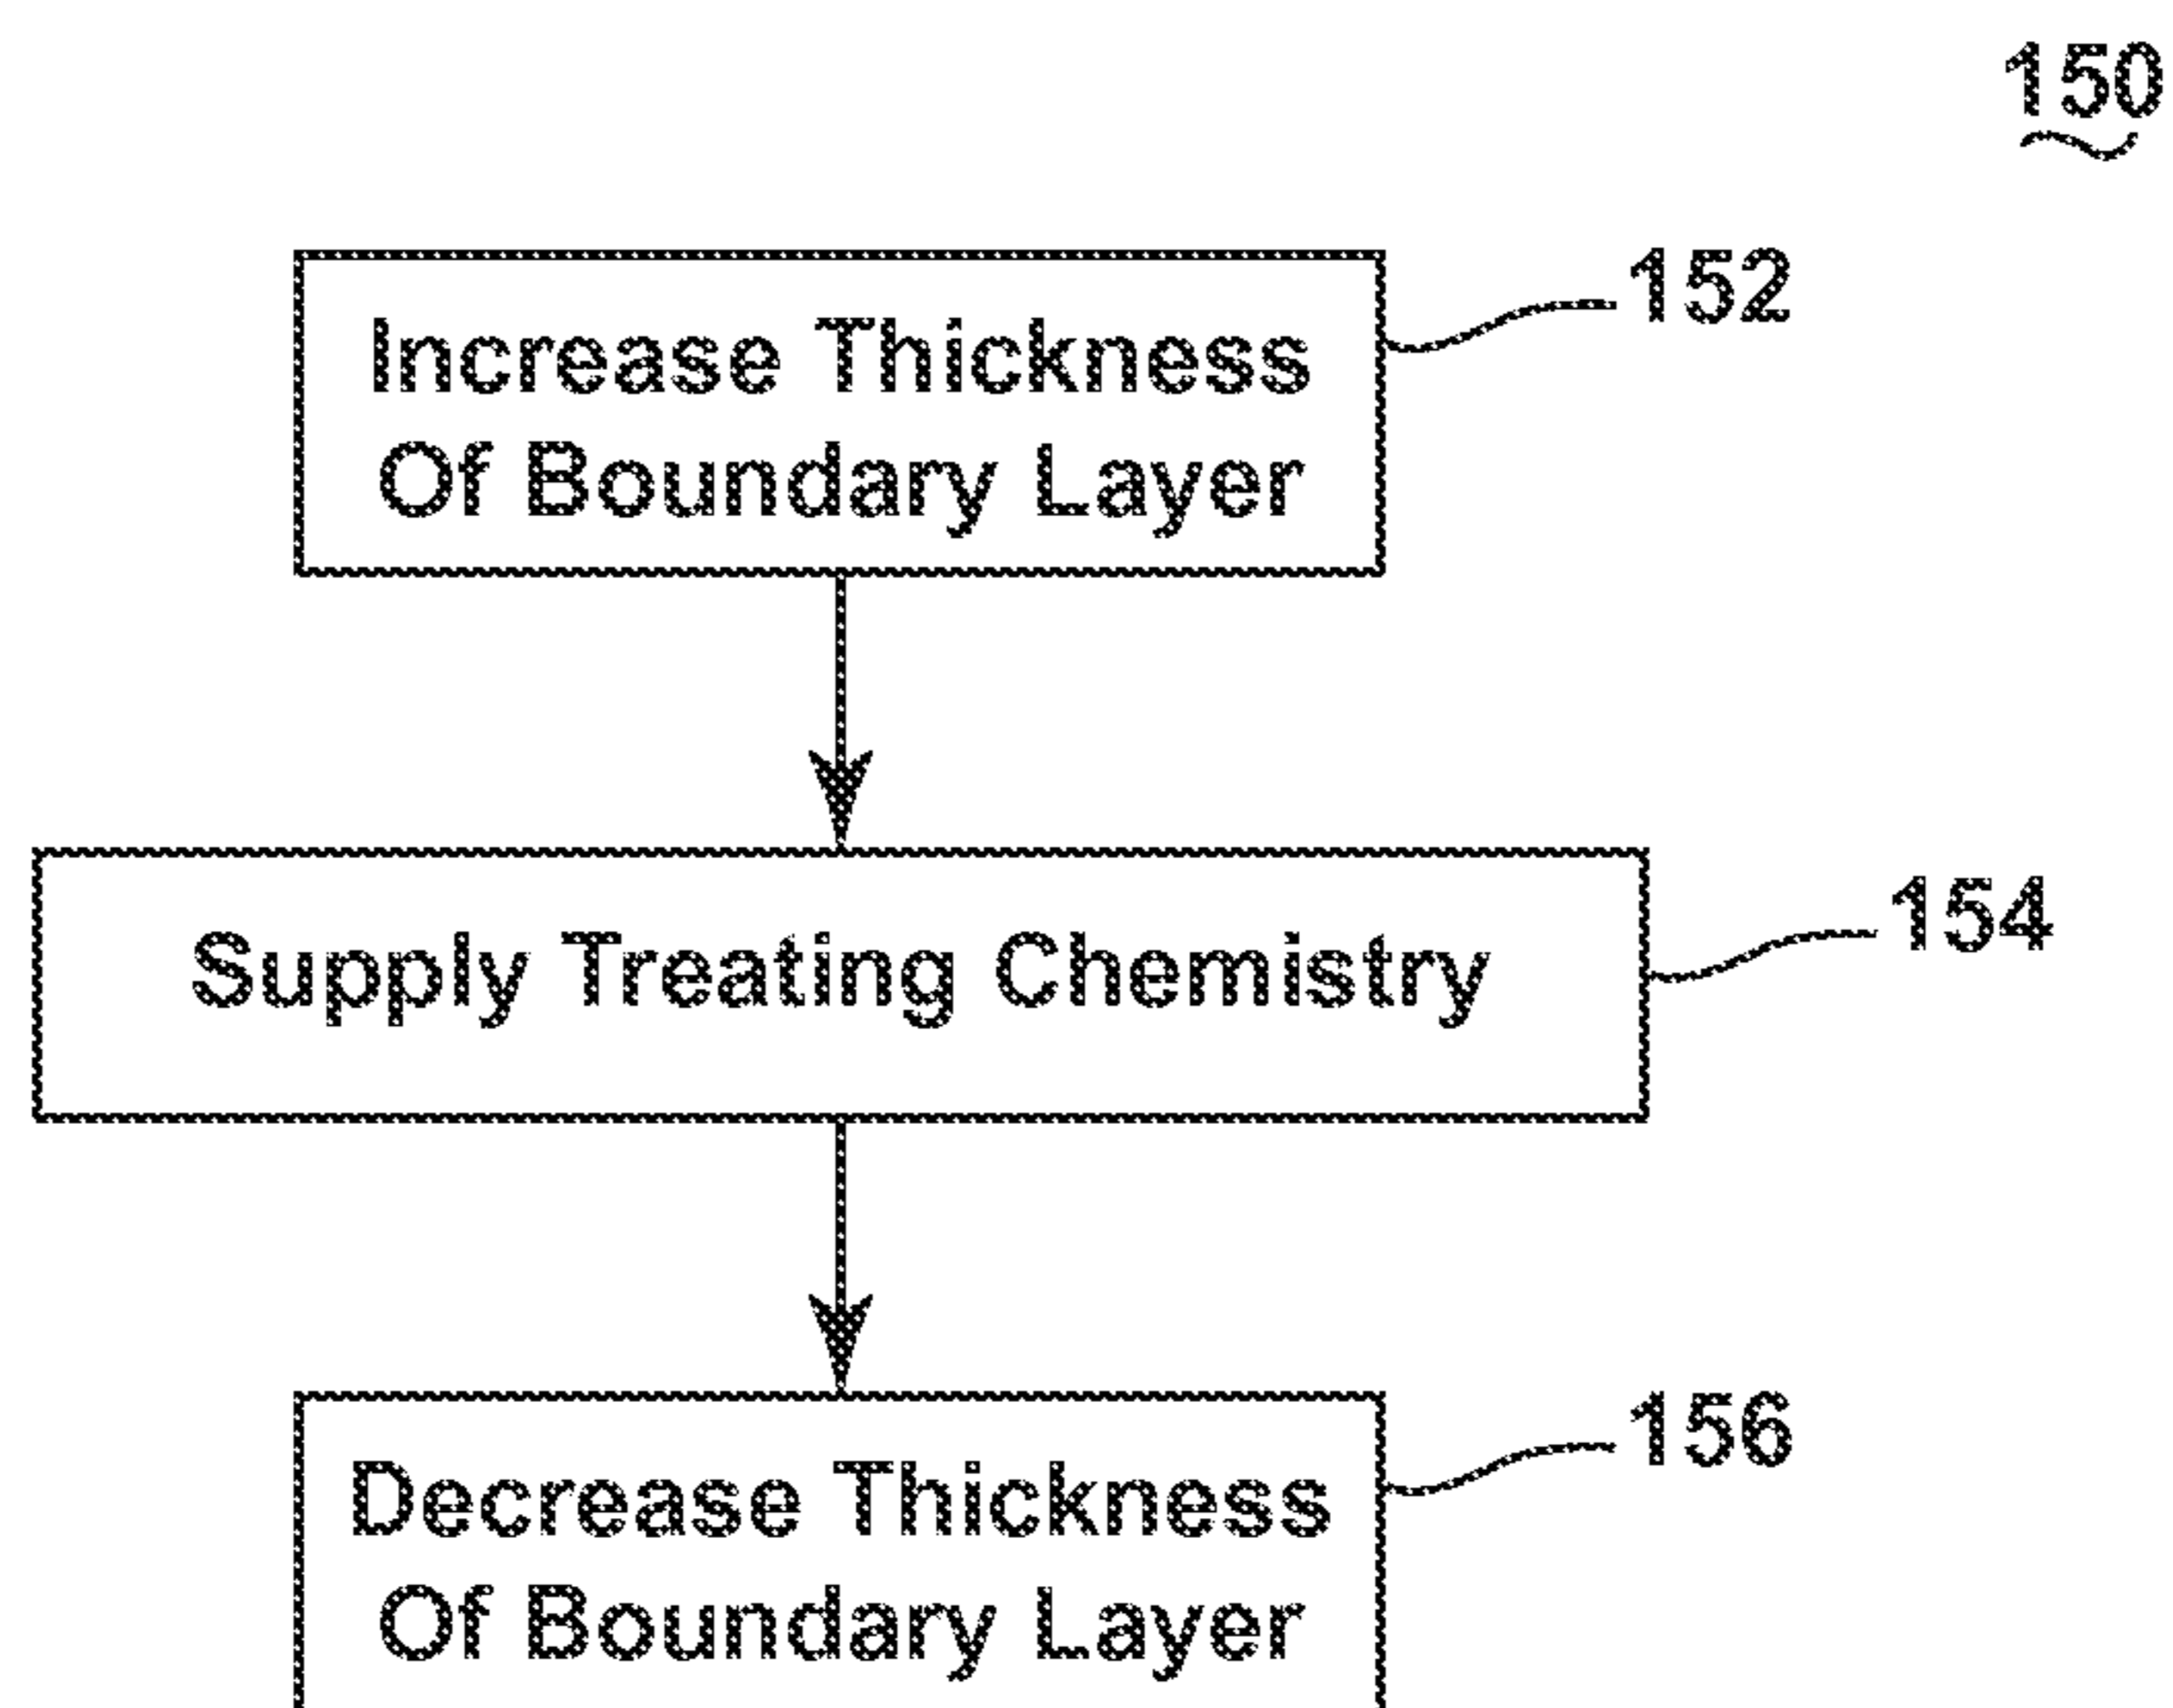 150
Increase Thickness
Of Boundary Layer
152
Supply Treating Chemistry
154
Decrease Thickness
Of Boundary Layer
156